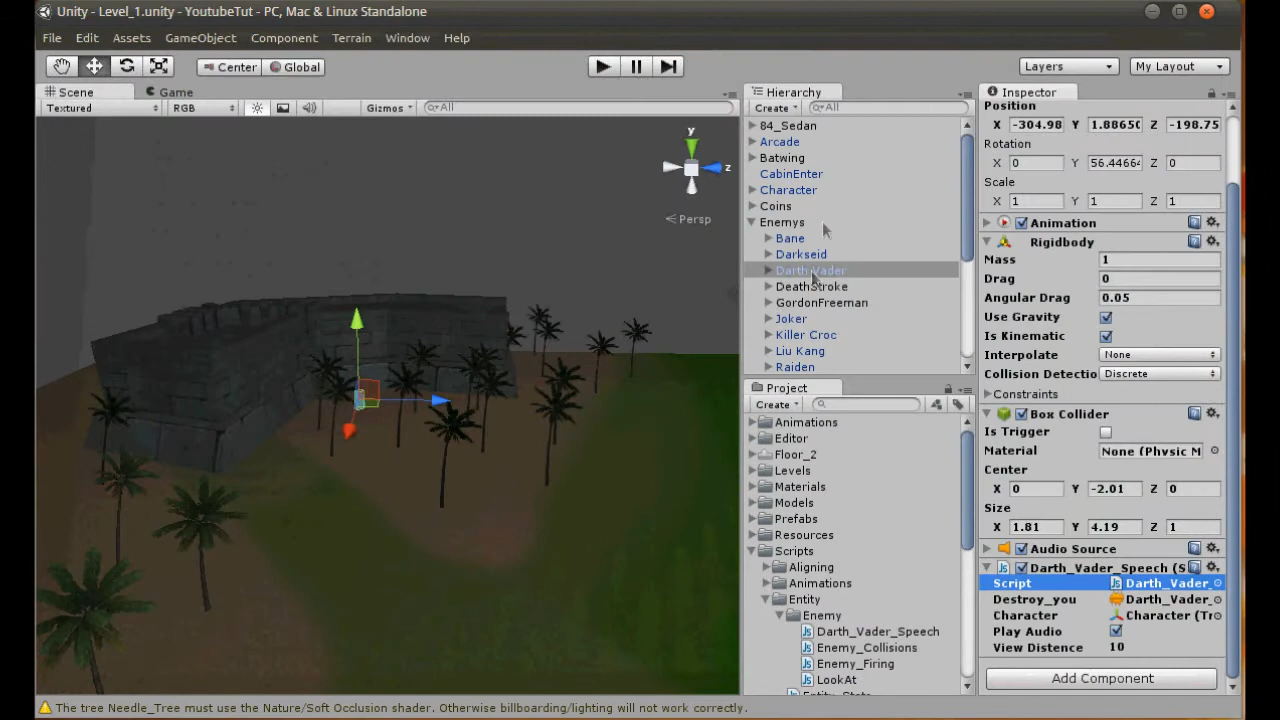 Unity - Level_1.unity - YoutubeTut - PC, Mac & Linux Standalone
File Edit Assets GameObject Component Terrain Window Help
Center Global Layers My Layout
Scene Game
Textured RGB Gizmos All
y
z
Persp
Hierarchy
Create All
84_Sedan
Arcade
Batwing
CabinEnter
Character
Coins
Enemys
Bane
Darkseid
Darth Vader
DeathStroke
GordonFreeman
Joker
Killer Croc
Liu Kang
Raiden
Project
Create
Animations
Editor
Floor_2
Levels
Materials
Models
Prefabs
Resources
Scripts
Aligning
Animations
Entity
Enemy
Darth_Vader_Speech
Enemy_Collisions
Enemy_Firing
LookAt
Inspector
Position
X -304.98 Y 1.8865( Z -198.75
Rotation
X 0 Y 56.4466 Z 0
Scale
X 1 Y 1 Z 1
Animation
Rigidbody
Mass 1
Drag 0
Angular Drag 0.05
Use Gravity
Is Kinematic
Interpolate None
Collision Detectio Discrete
Constraints
Box Collider
Is Trigger
Material None (Physic M
Center
X 0 Y -2.01 Z 0
Size
X 1.81 Y 4.19 Z 1
Audio Source
Darth_Vader_Speech (S
Script Darth_Vader_
Destroy_you Darth_Vader_
Character Character (Tr
Play Audio
View Distance 10
Add Component
The tree Needle_Tree must use the Nature/Soft Occlusion shader. Otherwise billboarding/lighting will not work correctly.